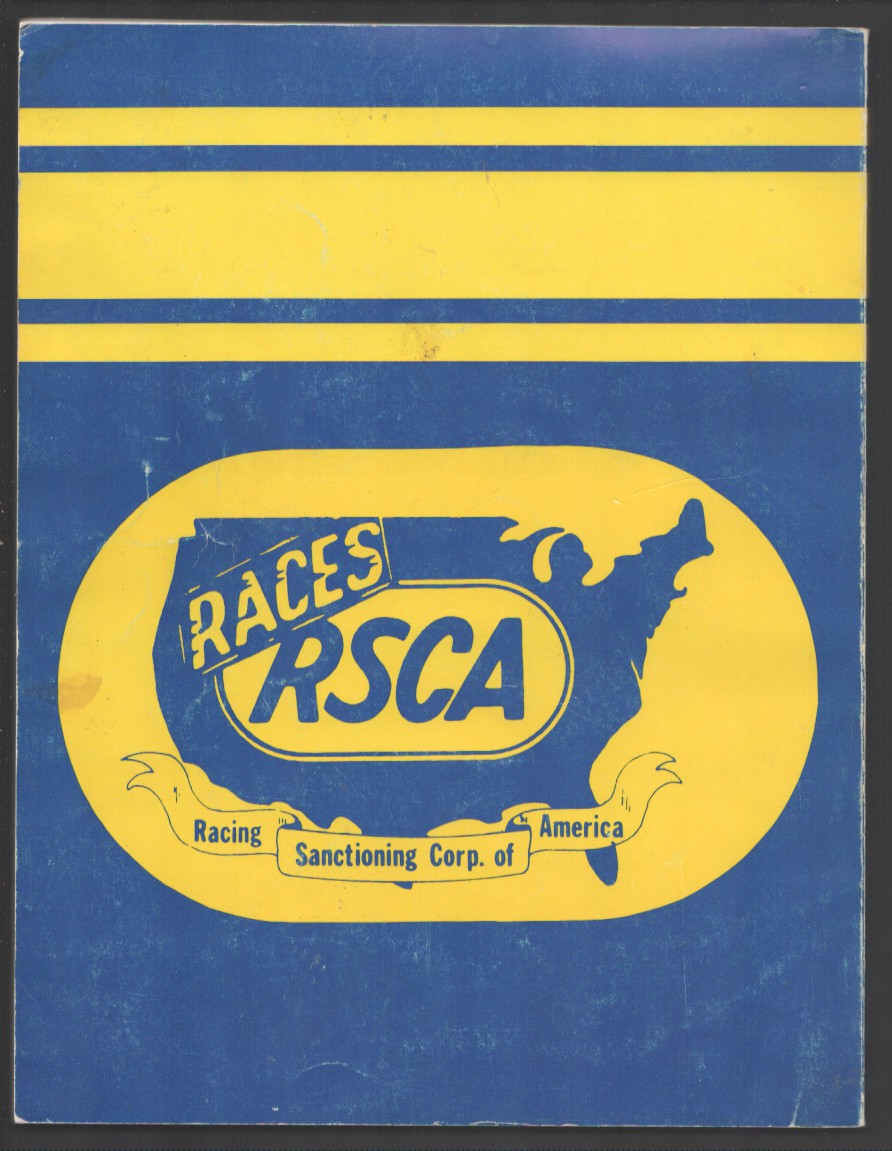 RACES
RSCA
Racing
Sanctioning Corp. of
America